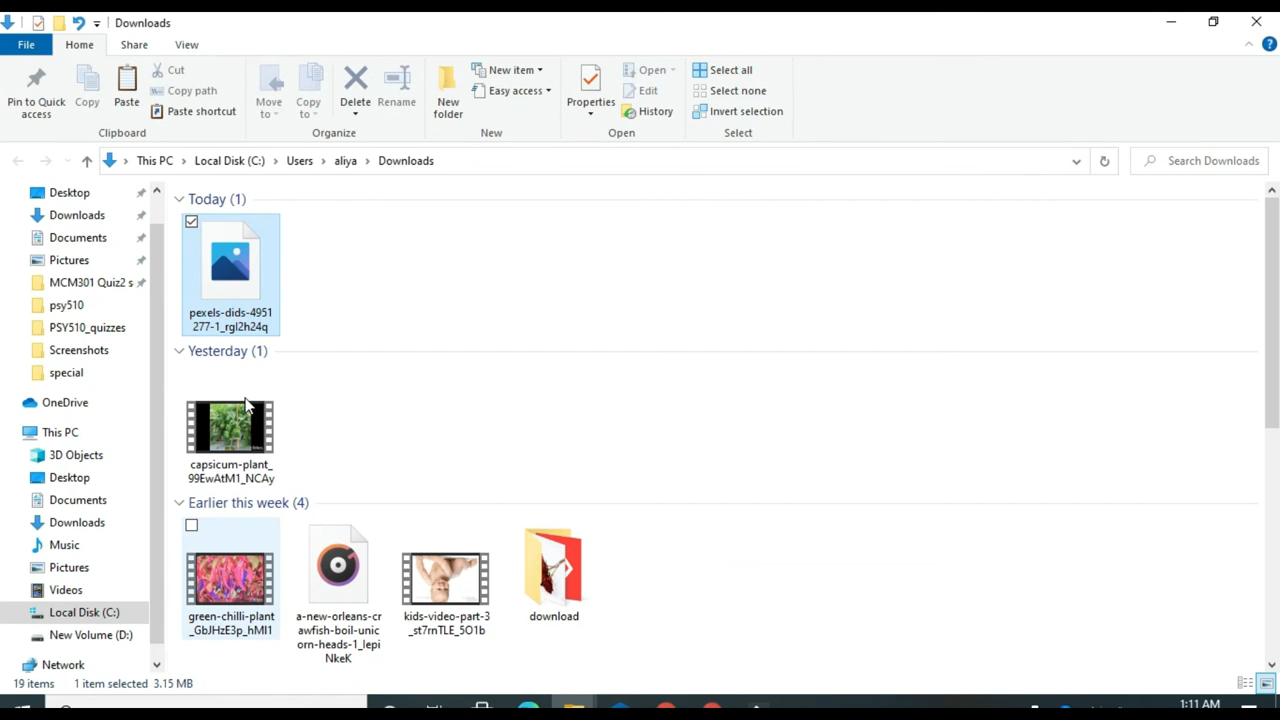 Downloads
File Home Share View
Pin to Quick access
Copy
Paste
Cut
Copy path
Paste shortcut
Clipboard
Move to
Copy to
Delete
Rename
Organize
New folder
New item
Easy access
New
Properties
Open
Edit
History
Open
Select all
Select none
Invert selection
Select
This PC > Local Disk (C:) > Users > aliya > Downloads
Search Downloads
Desktop
Downloads
Documents
Pictures
MCM301 Quiz2 s
psy510
PSY510_quizzes
Screenshots
special
OneDrive
This PC
3D Objects
Desktop
Documents
Downloads
Music
Pictures
Videos
Local Disk (C:)
New Volume (D:)
Network
Today (1)
pexels-dids-4951
277-1_rgl2h24q
Yesterday (1)
capsicum-plant_
99EwAtM1_NCAy
Earlier this week (4)
green-chilli-plant
_GbJHzE3p_hMI1
a-new-orleans-cr
awfish-boil-unic
orn-heads-1_lepi
NkeK
kids-video-part-3
_st7rnTLE_5O1b
download
19 items 1 item selected 3.15 MB
1:11 AM